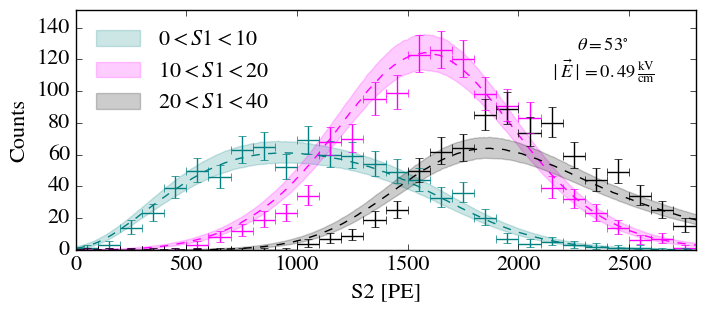 140
120
100
80
60
40
20
0
Counts
0 < S1 < 10
10 < S1 < 20
20 < S1 < 40
θ = 53°
|E⃗| = 0.49 kV/cm
0 500 1000 1500 2000 2500
S2 [PE]